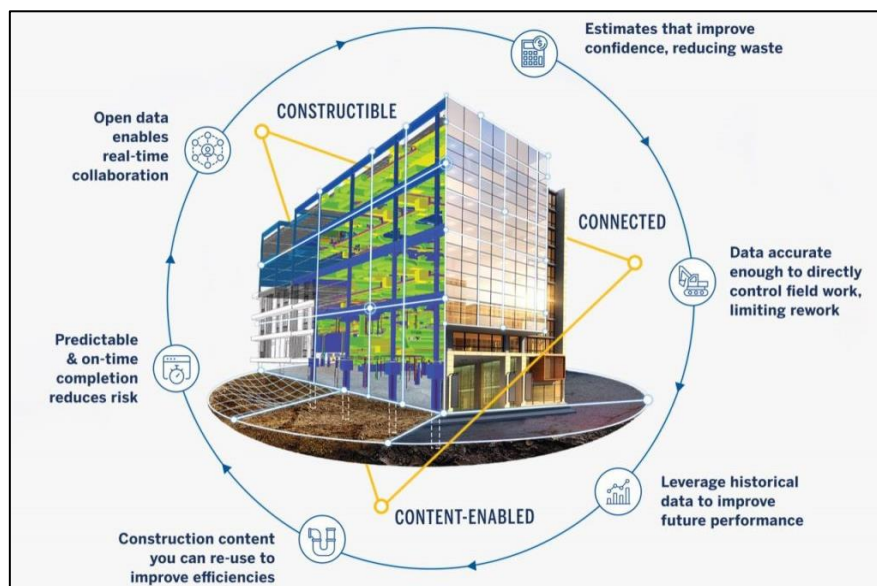 Estimates that improve
confidence, reducing waste
CONSTRUCTIBLE
Open data
enables
real-time
collaboration
CONNECTED
Data accurate
enough to directly
control field work,
limiting rework
Predictable
& on-time
completion
reduces risk
Leverage historical
data to improve
future performance
CONTENT-ENABLED
Construction content
you can re-use to
improve efficiencies